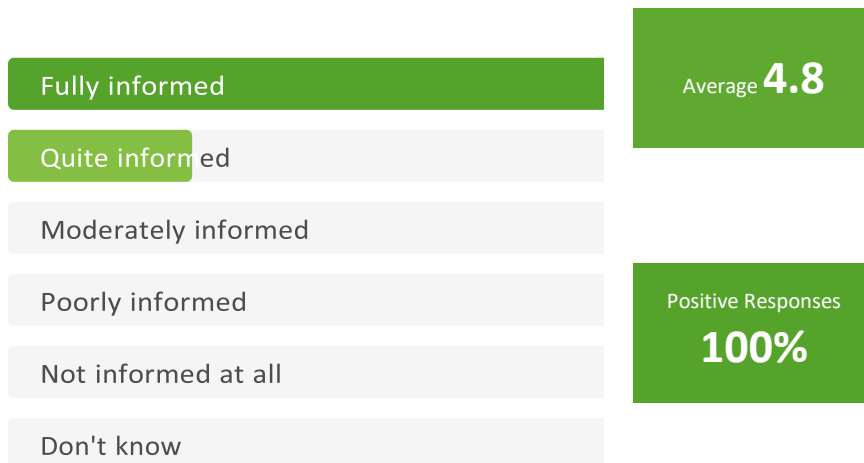 Fully informed
Quite informed
Moderately informed
Poorly informed
Not informed at all
Don't know
Average 4.8
Positive Responses
100%